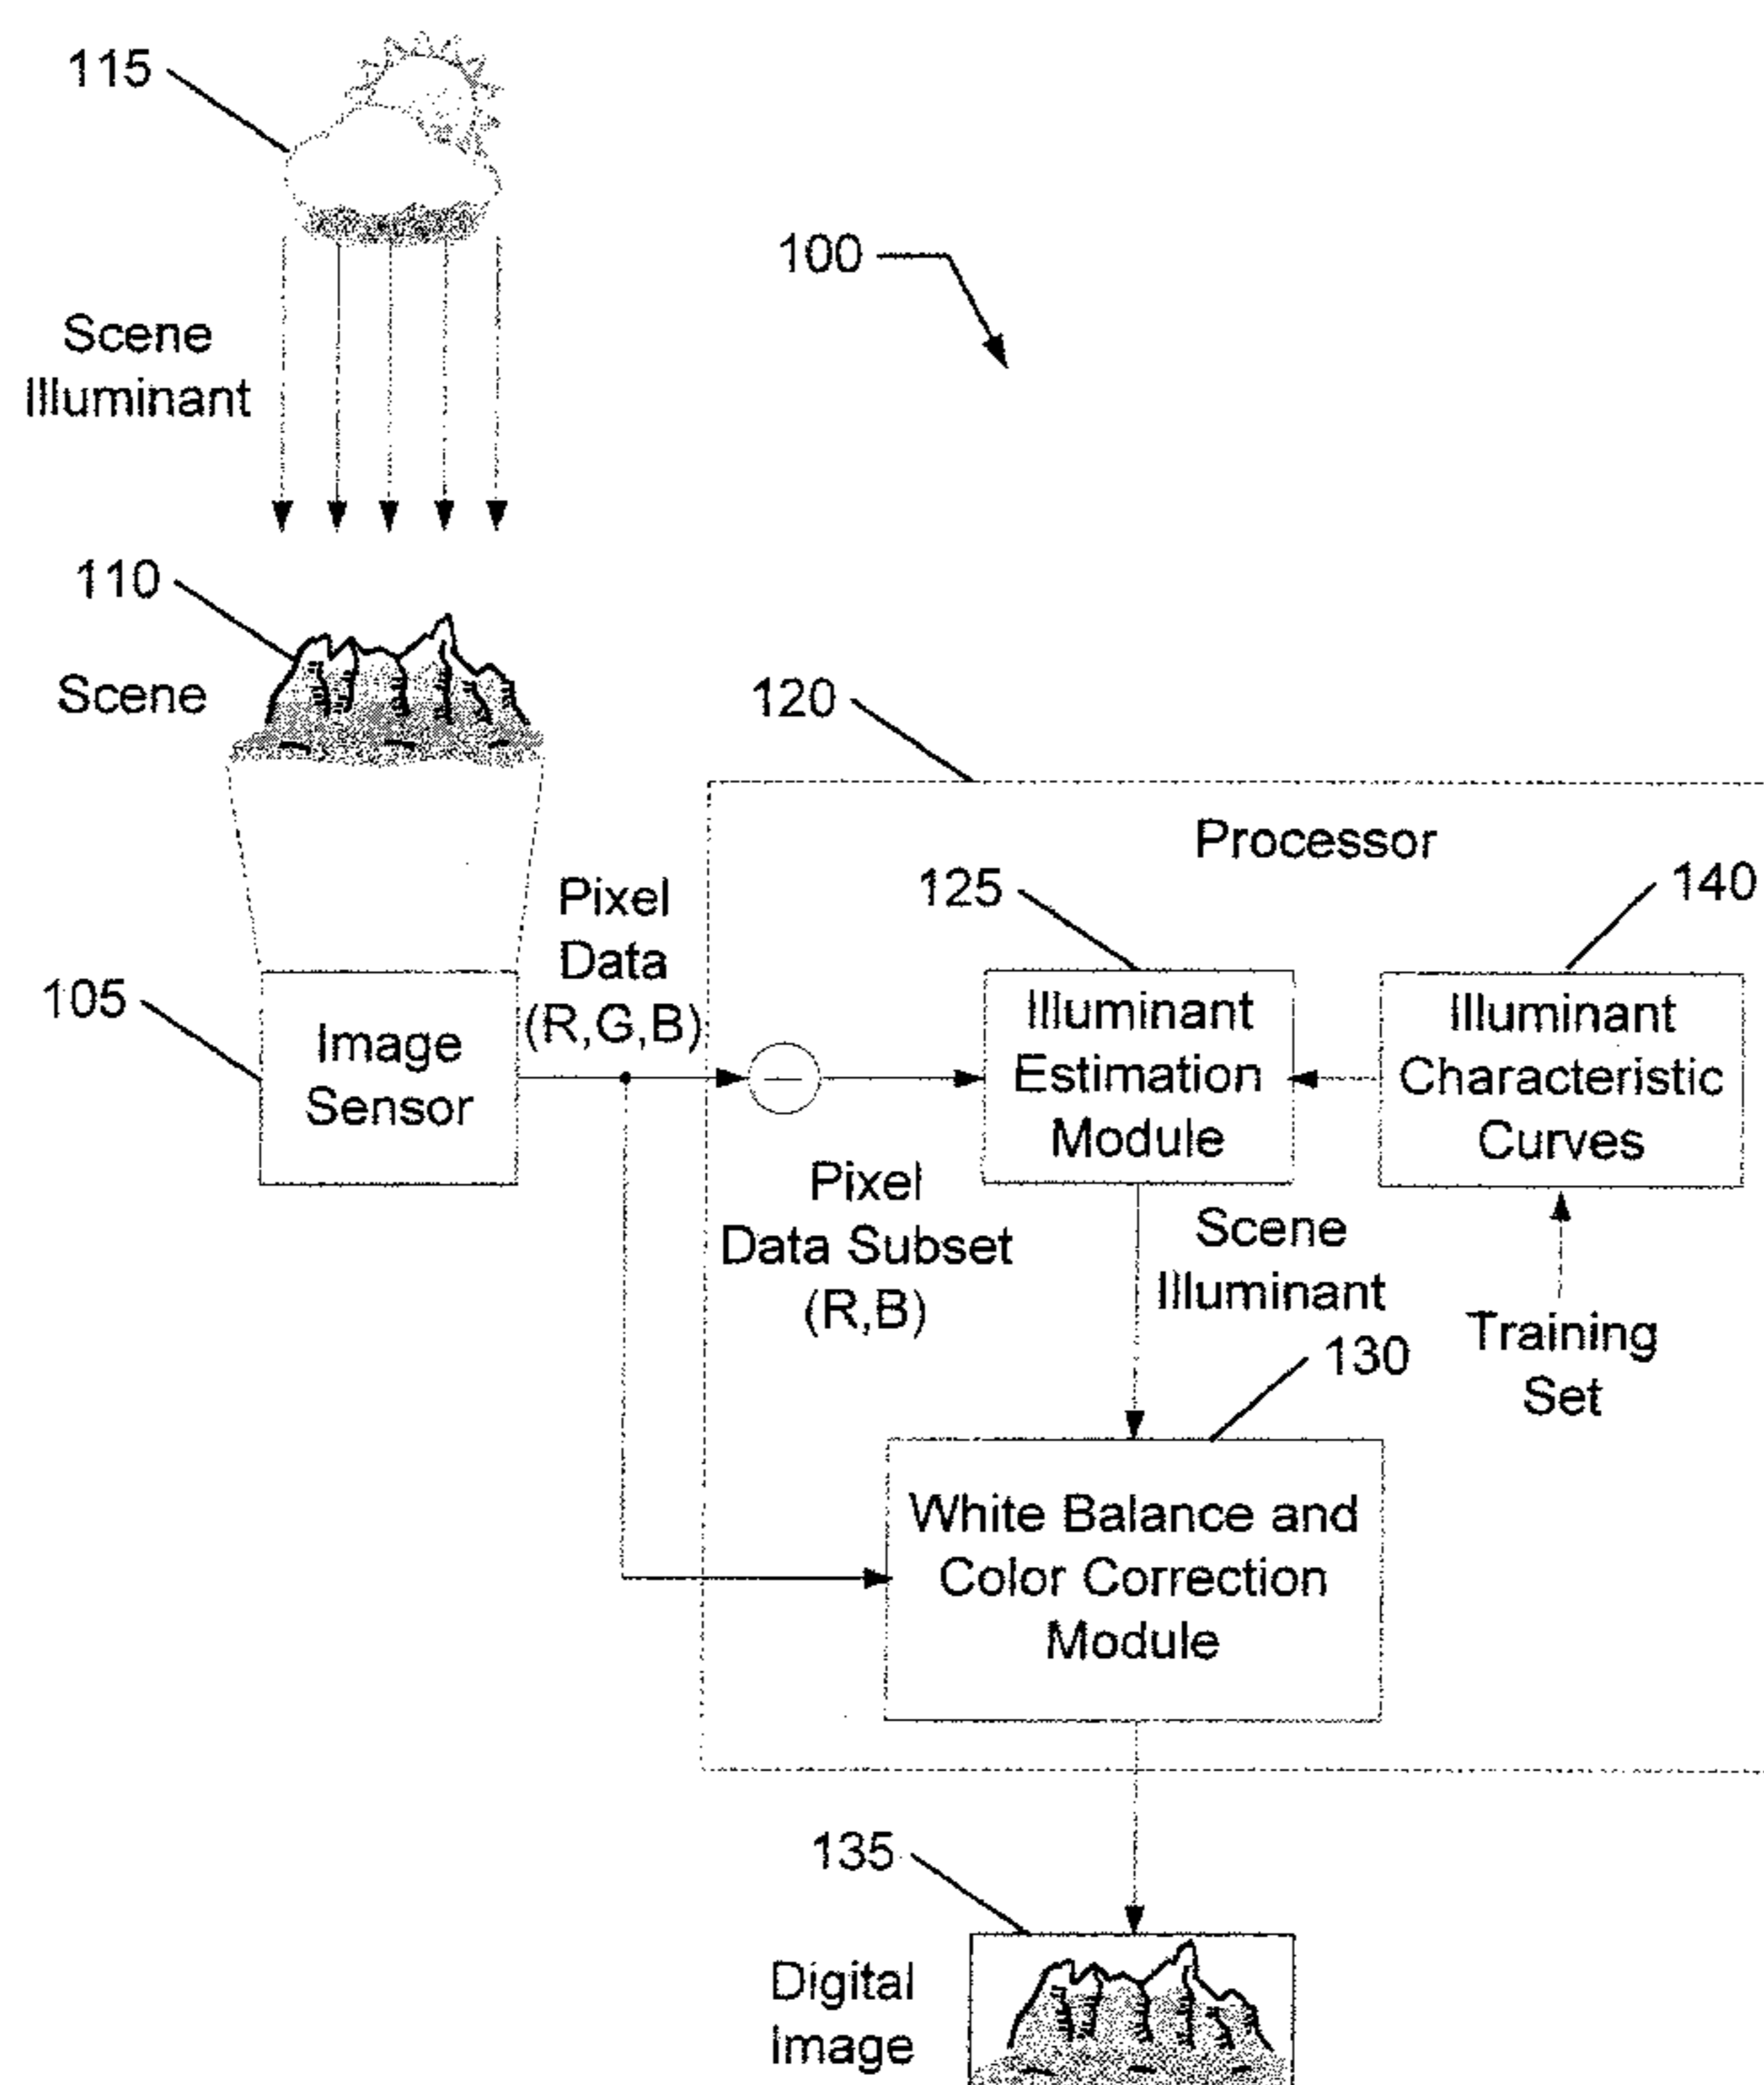 115
100
Scene
Illuminant
110
Scene
120
Processor
125
140
Pixel
Data
(R,G,B)
105
Image
Sensor
Illuminant
Estimation
Module
Illuminant
Characteristic
Curves
Pixel
Data Subset
(R,B)
Scene
Illuminant
130
Training
Set
White Balance and
Color Correction
Module
135
Digital
Image